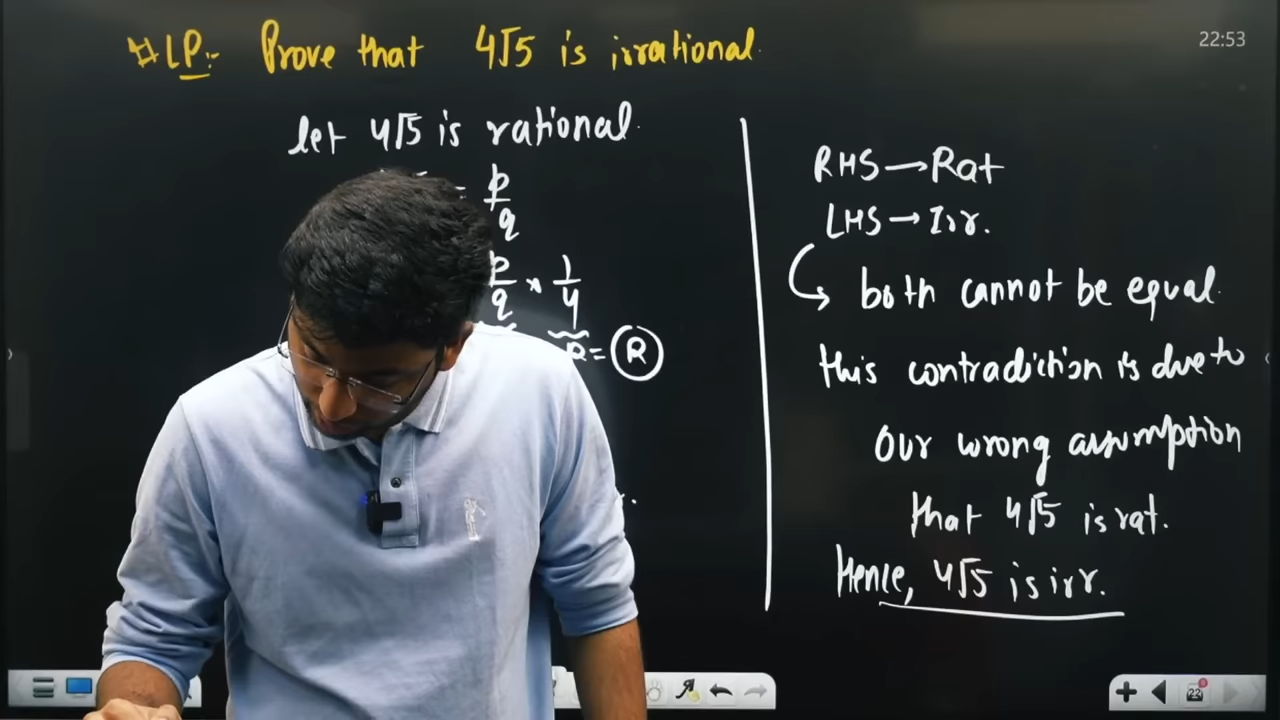 #LP:- Prove that 4√5 is irrational.
22:53
let 4√5 is rational.
= p/q
p/q × 1/4
R = R
RHS → Rat
LHS → Irr.
both cannot be equal.
this contradiction is due to
Our wrong assumption
that 4√5 is rat.
Hence, 4√5 is irr.
22